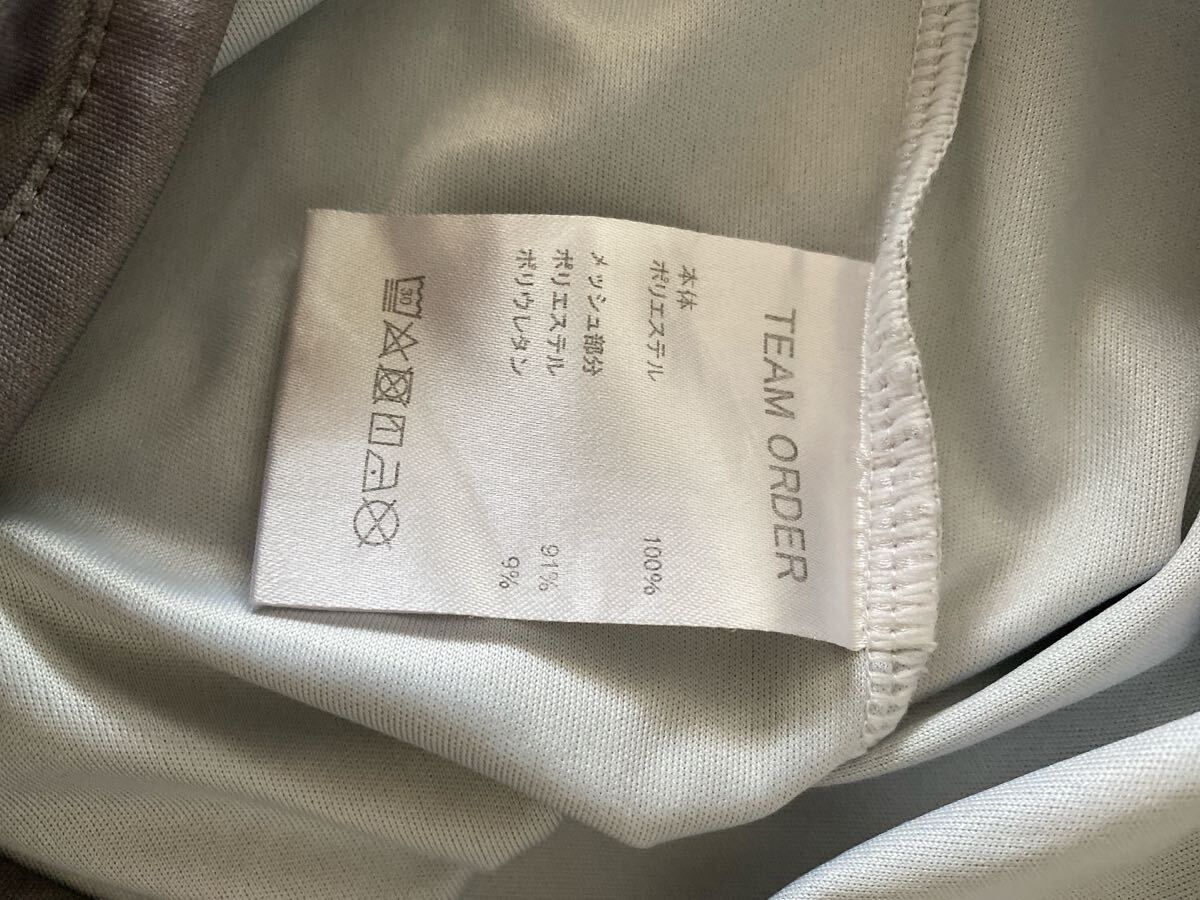 TEAM ORDER
本体
ポリエステル 100%
メッシュ部分
ポリエステル 91%
ポリウレタン 9%
30